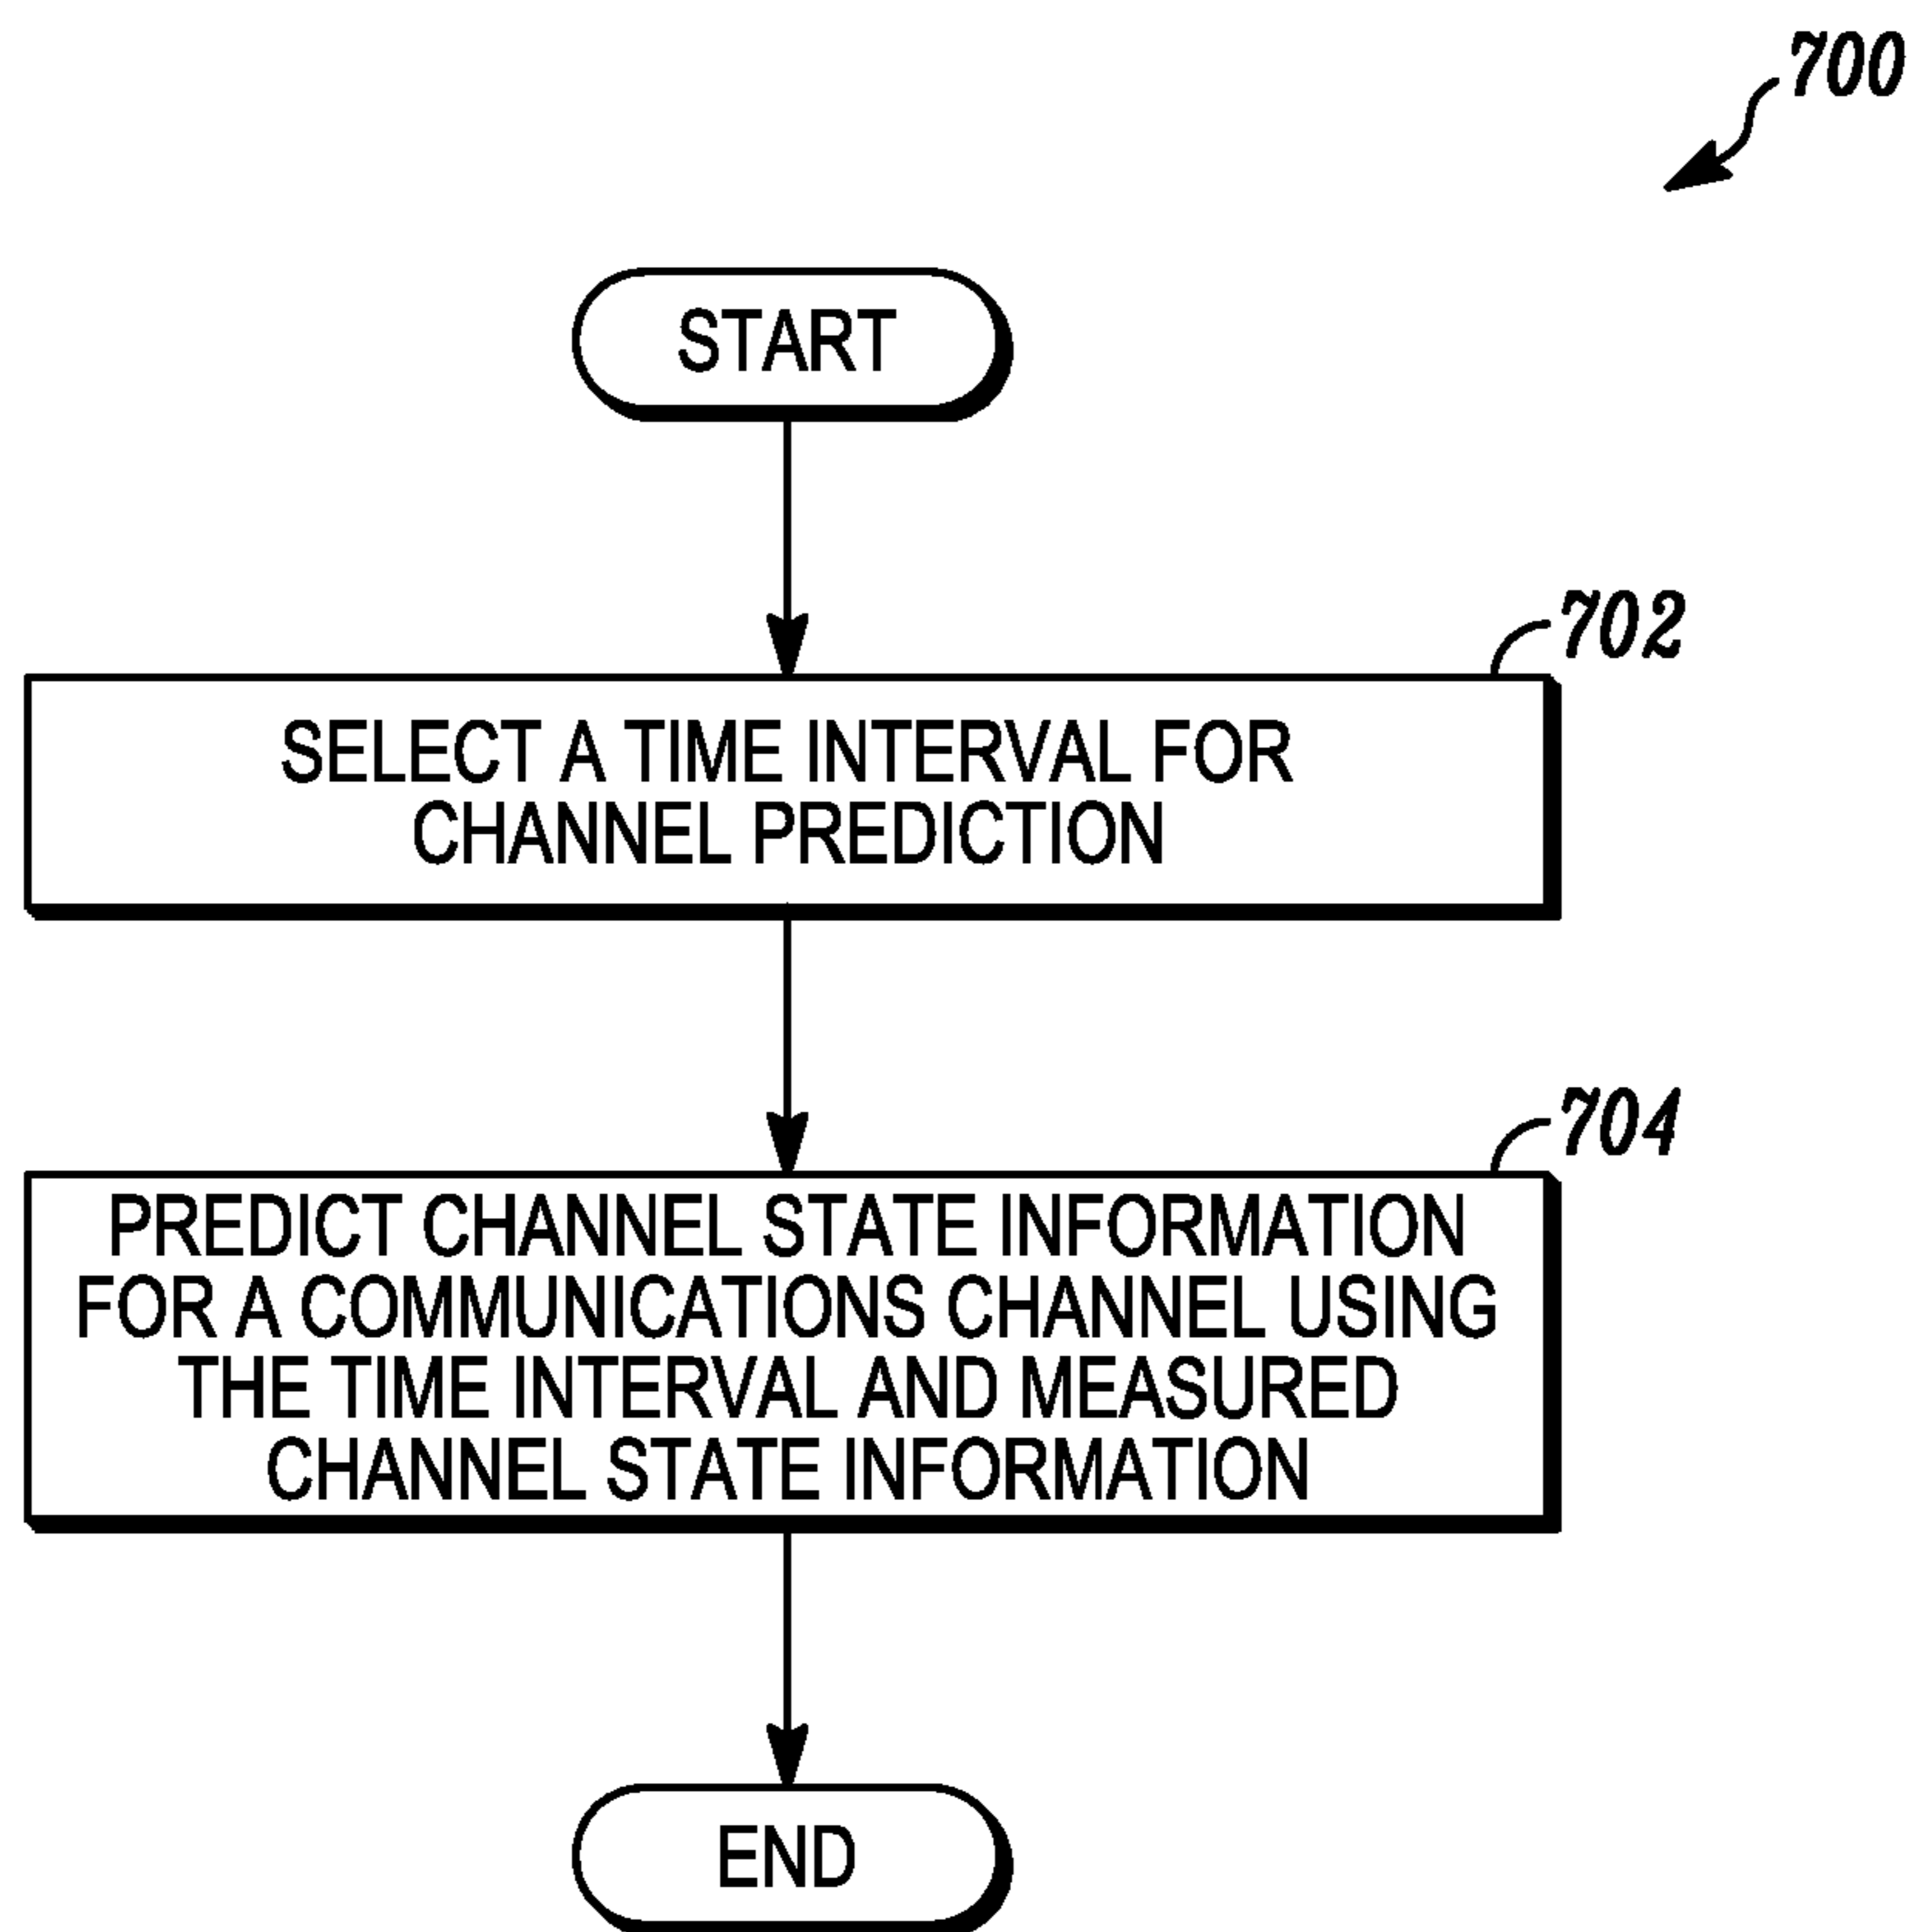 700
START
702
SELECT A TIME INTERVAL FOR
CHANNEL PREDICTION
704
PREDICT CHANNEL STATE INFORMATION
FOR A COMMUNICATIONS CHANNEL USING
THE TIME INTERVAL AND MEASURED
CHANNEL STATE INFORMATION
END